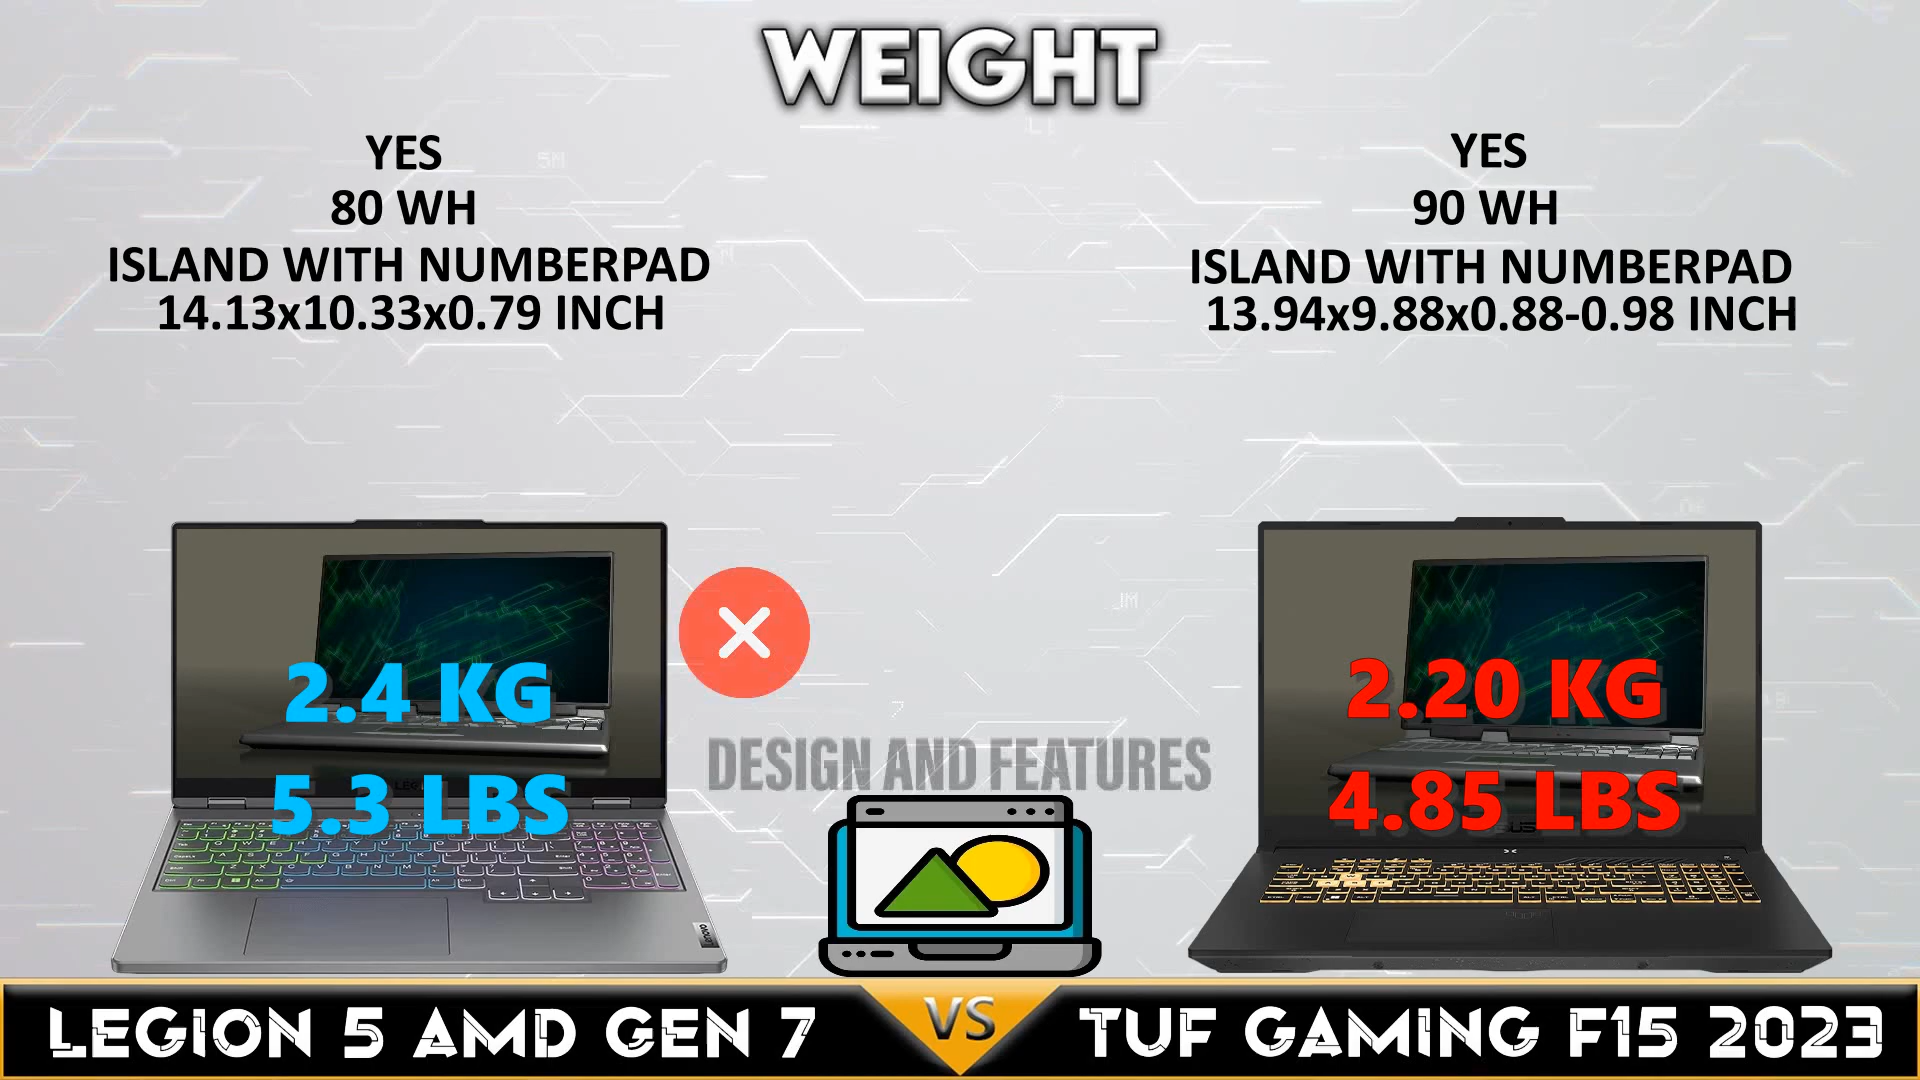 WEIGHT
YES
80 WH
ISLAND WITH NUMBERPAD
14.13x10.33x0.79 INCH
YES
90 WH
ISLAND WITH NUMBERPAD
13.94x9.88x0.88-0.98 INCH
2.4 KG
5.3 LBS
2.20 KG
4.85 LBS
DESIGN AND FEATURES
Lenovo
LEGION 5 AMD GEN 7
VS
TUF GAMING F15 2023